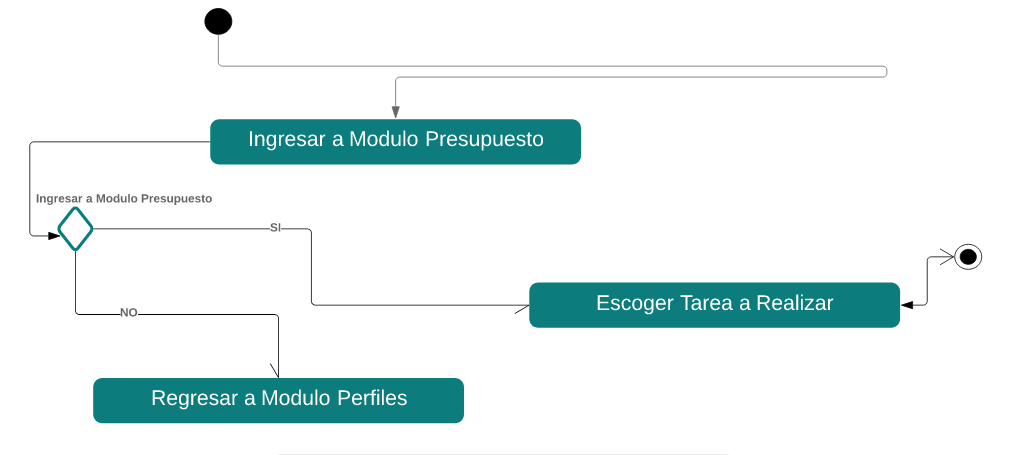 Ingresar a Modulo Presupuesto
Ingresar a Modulo Presupuesto
SI
Escoger Tarea a Realizar
NO
Regresar a Modulo Perfiles